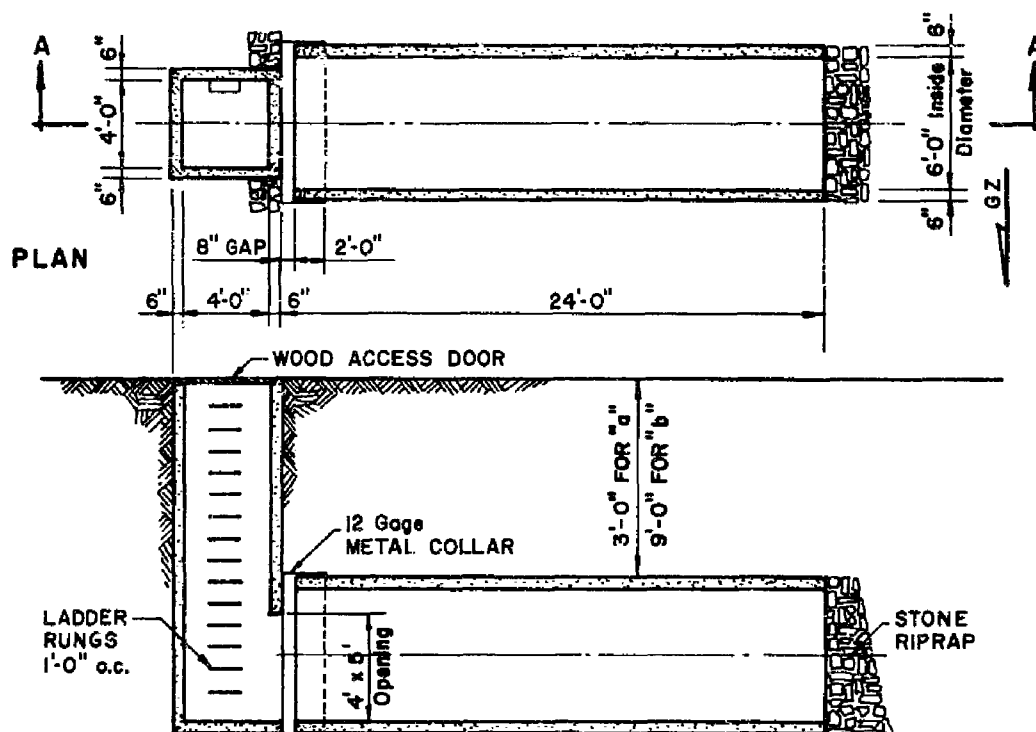 A
A
6"
4'-0"
6"
6"
6'-0" Inside
Diameter
6"
GZ
PLAN
8" GAP
2'-0"
6"
4'-0"
6"
24'-0"
WOOD ACCESS DOOR
3'-0" FOR "a"
9'-0" FOR "b"
12 Gage
METAL COLLAR
LADDER
RUNGS
1'-0" o.c.
4' x 5'
Opening
STONE
RIPRAP